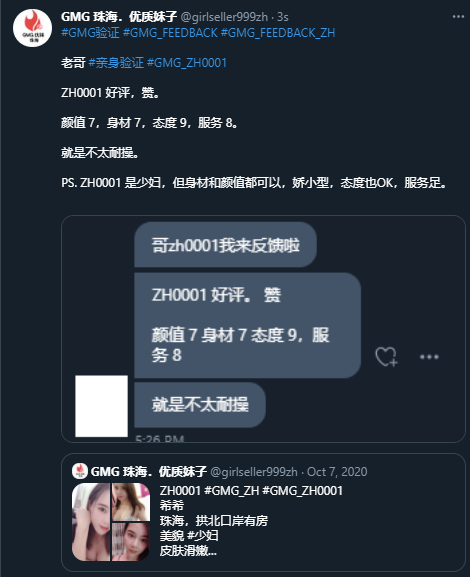 GMG 珠海．优质妹子 @girlseller999zh · 3s
#GMG验证 #GMG_FEEDBACK #GMG_FEEDBACK_ZH
老哥 #亲身验证 #GMG_ZH0001
ZH0001 好评，赞。
颜值 7，身材 7，态度 9，服务 8。
就是不太耐操。
PS. ZH0001 是少妇，但身材和颜值都可以，娇小型，态度也OK，服务足。
哥zh0001我来反馈啦
ZH0001 好评。 赞
颜值 7 身材 7 态度 9，服
务 8
就是不太耐操
5:26 PM
GMG 珠海．优质妹子 @girlseller999zh · Oct 7, 2020
ZH0001 #GMG_ZH #GMG_ZH0001
希希
珠海，拱北口岸有房
美貌 #少妇
皮肤滑嫩...